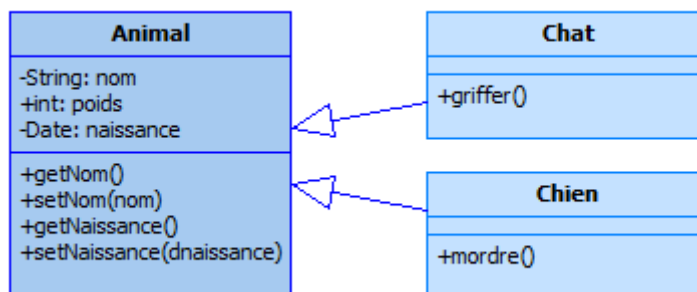 Animal
-String: nom
+int: poids
-Date: naissance
+getNom()
+setNom(nom)
+getNaissance()
+setNaissance(dnaissance)
Chat
+griffer()
Chien
+mordre()